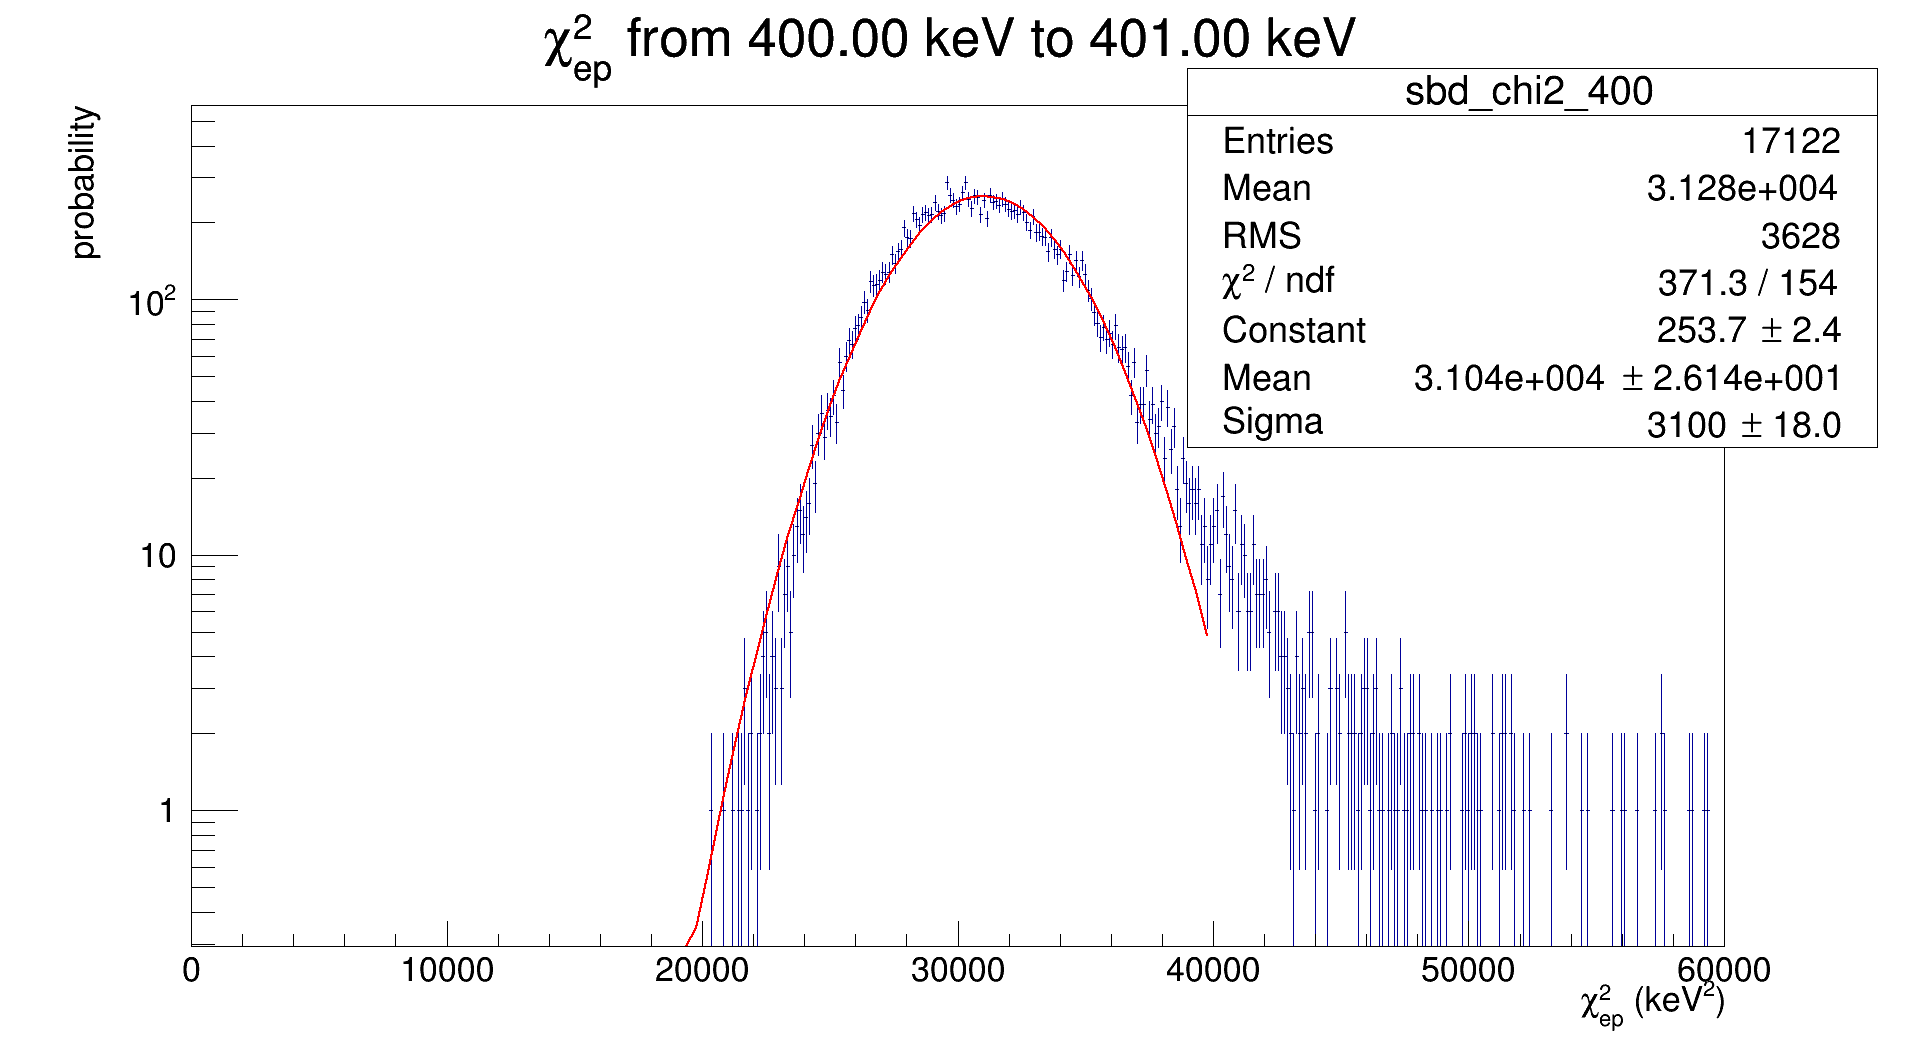 χ²ep from 400.00 keV to 401.00 keV
sbd_chi2_400
Entries 17122
Mean 3.128e+004
RMS 3628
χ² / ndf 371.3 / 154
Constant 253.7 ± 2.4
Mean 3.104e+004 ± 2.614e+001
Sigma 3100 ± 18.0
probability
10²
10
1
0 10000 20000 30000 40000 50000 60000
χ²ep (keV²)